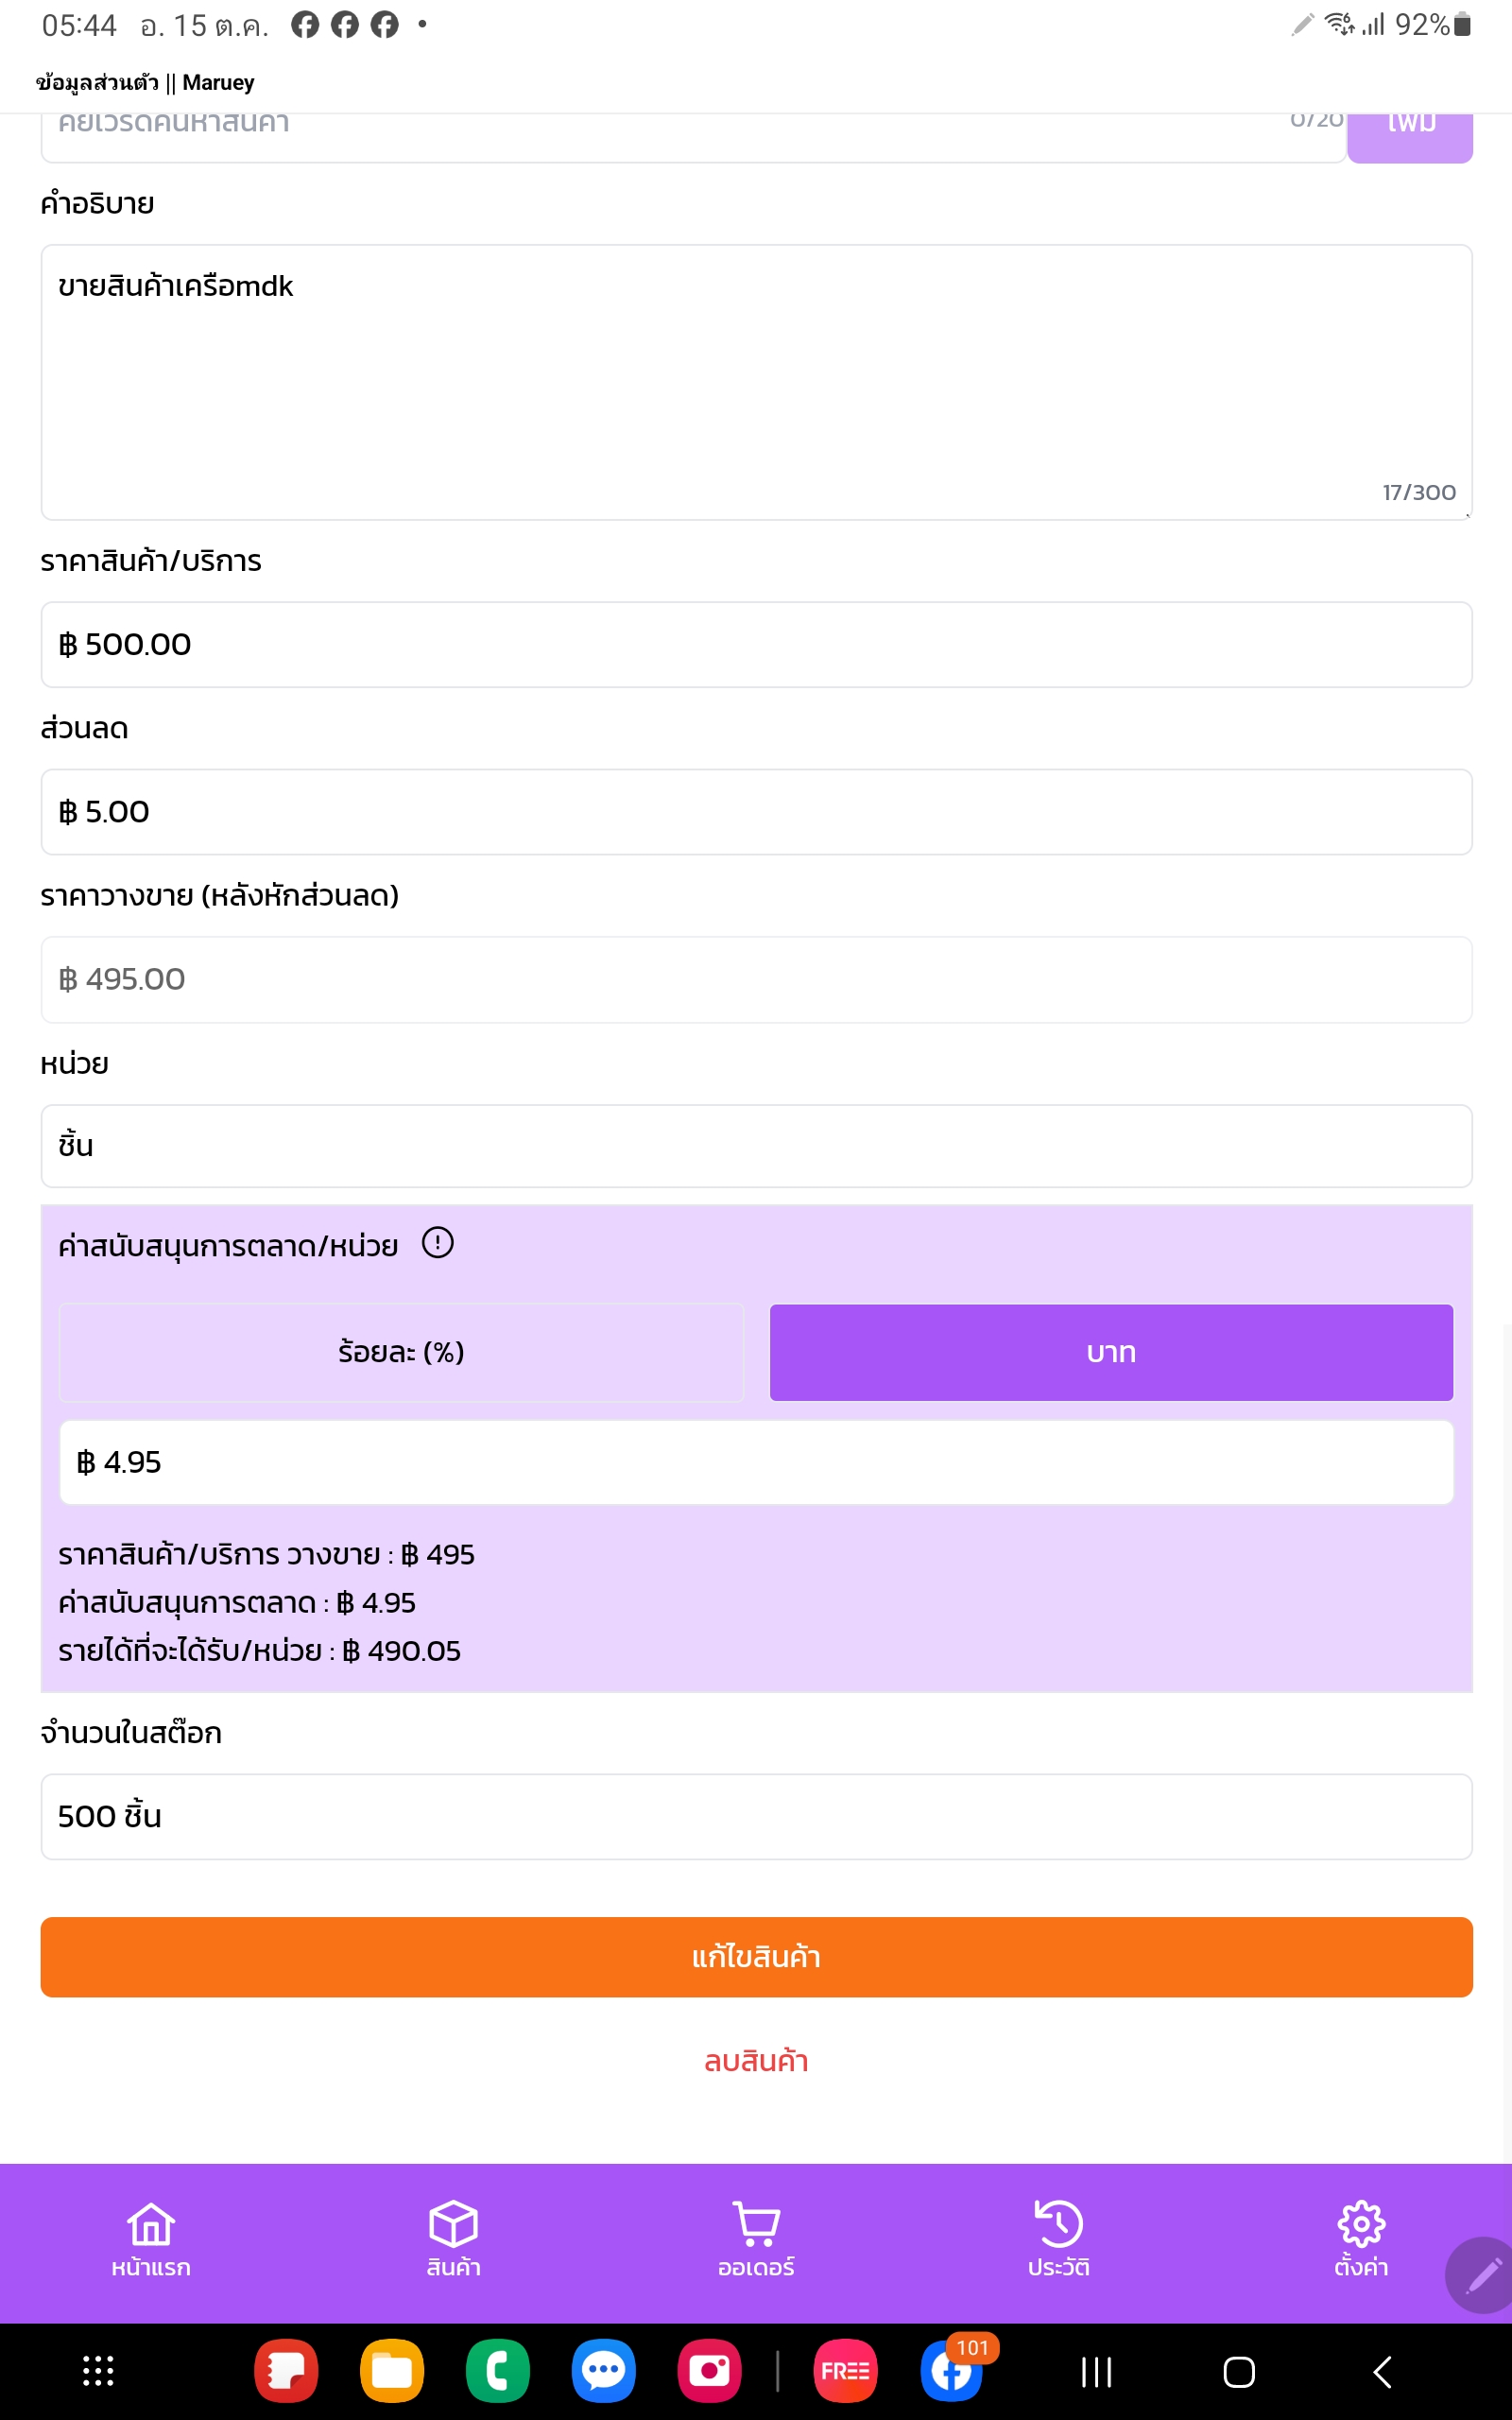 05:44 อ. 15 ต.ค. 92%
ข้อมูลส่วนตัว || Maruey
คีย์เวิร์ดค้นหาสินค้า 0/20 เพิ่ม
คำอธิบาย
ขายสินค้าเครือmdk
17/300
ราคาสินค้า/บริการ
฿ 500.00
ส่วนลด
฿ 5.00
ราคาวางขาย (หลังหักส่วนลด)
฿ 495.00
หน่วย
ชิ้น
ค่าสนับสนุนการตลาด/หน่วย
ร้อยละ (%) บาท
฿ 4.95
ราคาสินค้า/บริการ วางขาย : ฿ 495
ค่าสนับสนุนการตลาด : ฿ 4.95
รายได้ที่จะได้รับ/หน่วย : ฿ 490.05
จำนวนในสต๊อก
500 ชิ้น
แก้ไขสินค้า
ลบสินค้า
หน้าแรก สินค้า ออเดอร์ ประวัติ ตั้งค่า
FREE 101